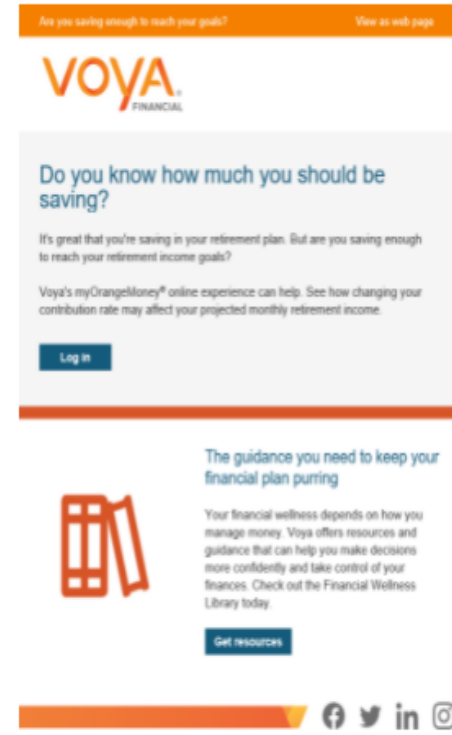 Are you saving enough to reach your goals? View as web page
VOYA
FINANCIAL
Do you know how much you should be
saving?
It's great that you're saving in your retirement plan. But are you saving enough
to reach your retirement income goals?
Voya's myOrangeMoney® online experience can help. See how changing your
contribution rate may affect your projected monthly retirement income.
Log in
The guidance you need to keep your
financial plan purring
Your financial wellness depends on how you
manage money. Voya offers resources and
guidance that can help you make decisions
more confidently and take control of your
finances. Check out the Financial Wellness
Library today.
Get resources